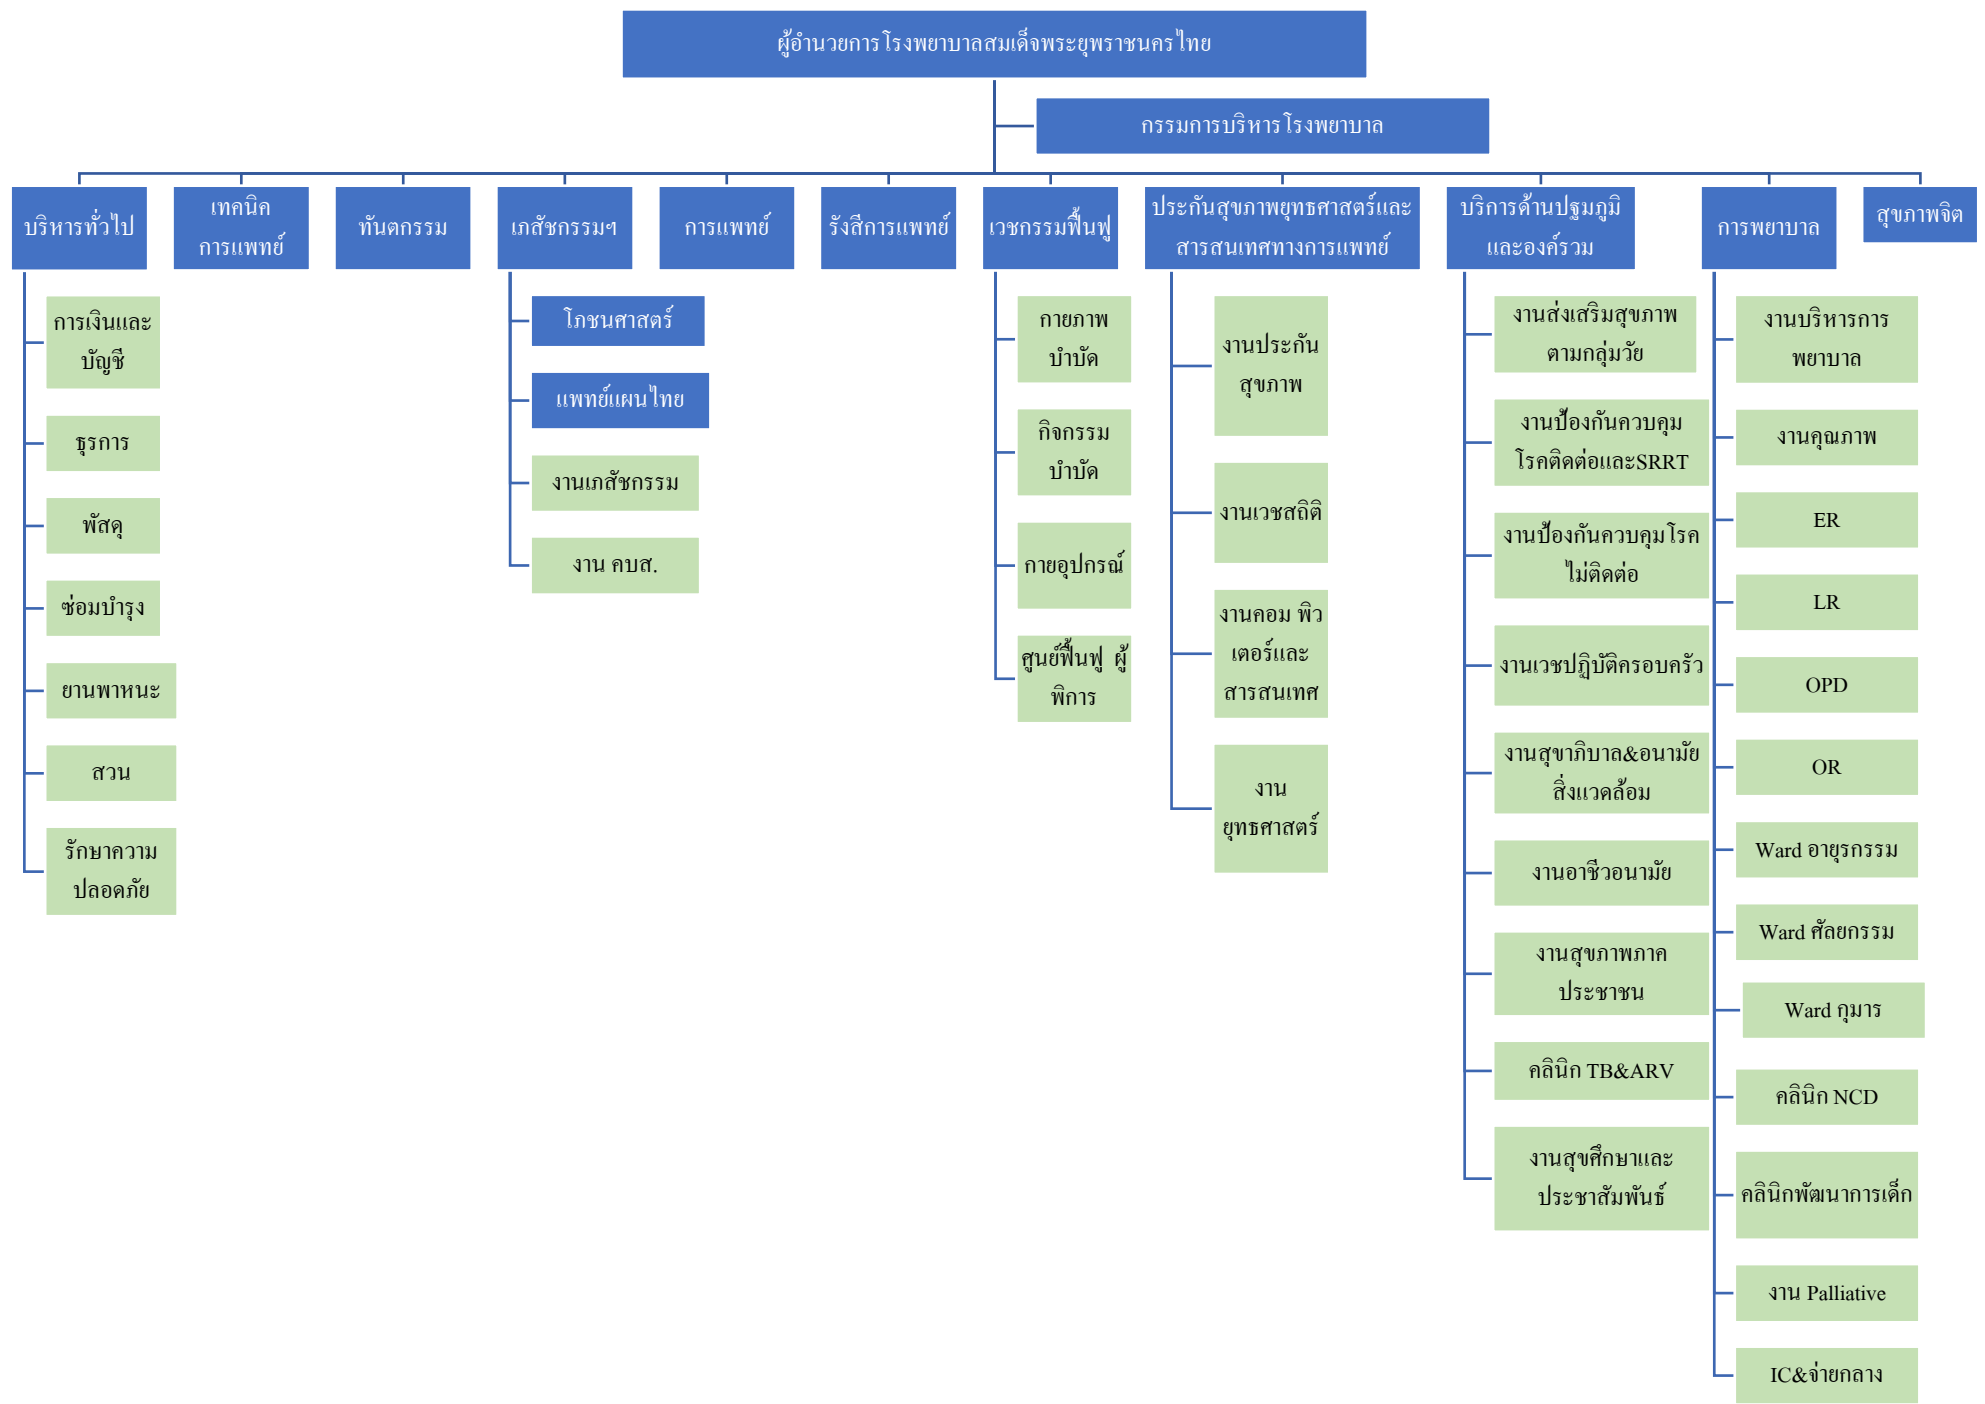 ผู้อำนวยการโรงพยาบาลสมเด็จพระยุพราชนครไทย
กรรมการบริหารโรงพยาบาล
บริหารทั่วไป
การเงินและ
บัญชี
ธุรการ
พัสดุ
ซ่อมบำรุง
ยานพาหนะ
สวน
รักษาความ
ปลอดภัย
เทคนิค
การแพทย์
ทันตกรรม
เภสัชกรรมฯ
โภชนศาสตร์
แพทย์แผนไทย
งานเภสัชกรรม
งาน คบส.
การแพทย์
รังสีการแพทย์
เวชกรรมฟื้นฟู
กายภาพ
บำบัด
กิจกรรม
บำบัด
กายอุปกรณ์
ศูนย์ฟื้นฟู ผู้
พิการ
ประกันสุขภาพยุทธศาสตร์และ
สารสนเทศทางการแพทย์
งานประกัน
สุขภาพ
งานเวชสถิติ
งานคอม พิว
เตอร์และ
สารสนเทศ
งาน
ยุทธศาสตร์
บริการด้านปฐมภูมิ
และองค์รวม
งานส่งเสริมสุขภาพ
ตามกลุ่มวัย
งานป้องกันควบคุม
โรคติดต่อและSRRT
งานป้องกันควบคุมโรค
ไม่ติดต่อ
งานเวชปฏิบัติครอบครัว
งานสุขาภิบาล&อนามัย
สิ่งแวดล้อม
งานอาชีวอนามัย
งานสุขภาพภาค
ประชาชน
คลินิก TB&ARV
งานสุขศึกษาและ
ประชาสัมพันธ์
การพยาบาล
งานบริหารการ
พยาบาล
งานคุณภาพ
ER
LR
OPD
OR
Ward อายุรกรรม
Ward ศัลยกรรม
Ward กุมาร
คลินิก NCD
คลินิกพัฒนาการเด็ก
งาน Palliative
IC&จ่ายกลาง
สุขภาพจิต